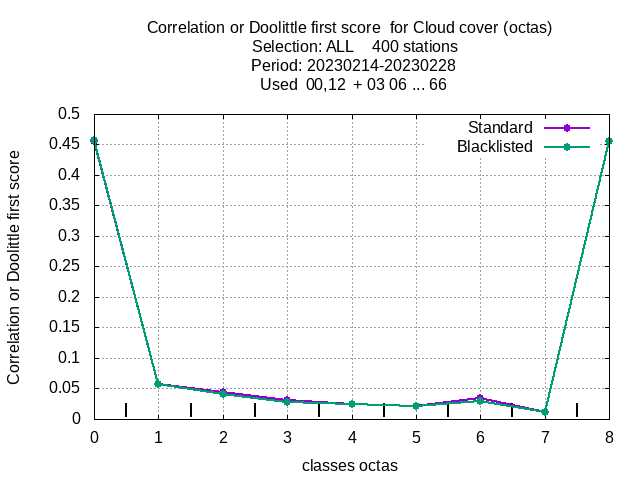 Correlation or Doolittle first score  for Cloud cover (octas)
Selection: ALL    400 stations
Period: 20230214-20230228
Used  00,12  + 03 06 ... 66
Standard
Blacklisted
Correlation or Doolittle first score
0.5
0.45
0.4
0.35
0.3
0.25
0.2
0.15
0.1
0.05
0
0 1 2 3 4 5 6 7 8
classes octas